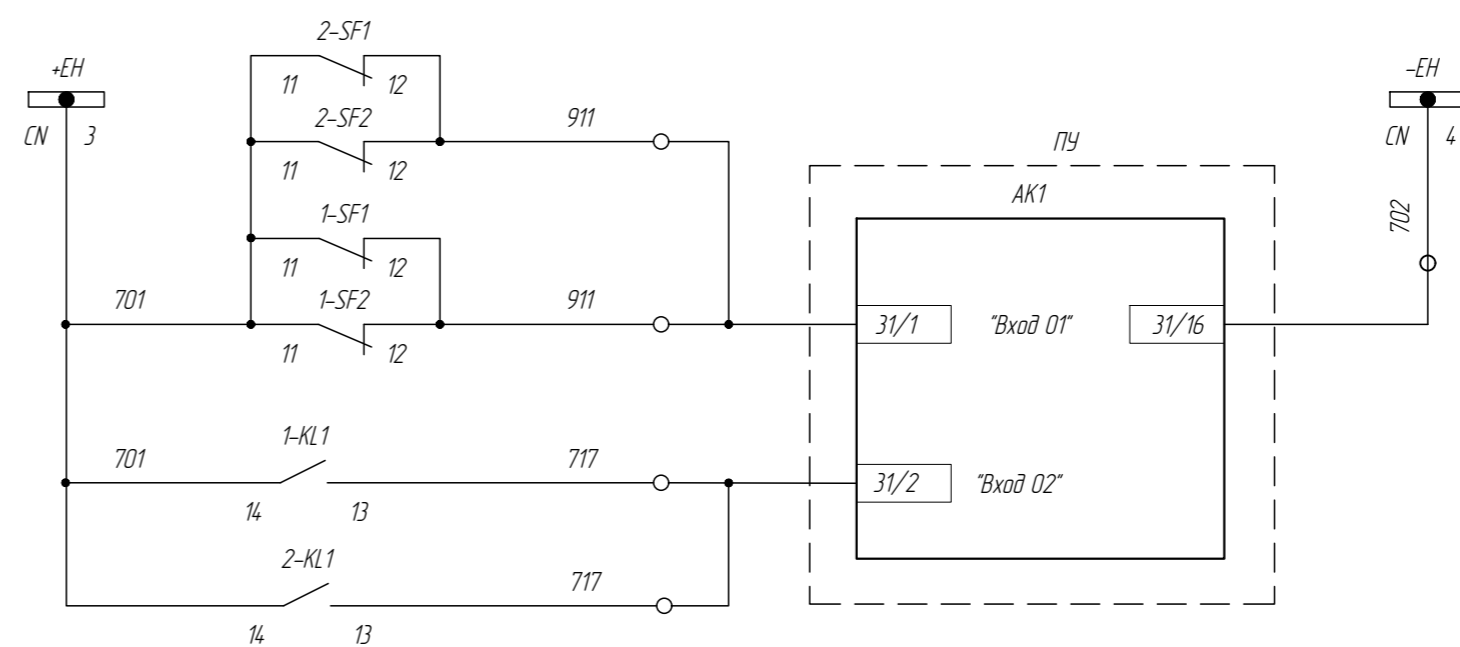 2-SF1
+EH
11 12
-EH
2-SF2
911
CN 3
CN 4
ПУ
11 12
АК1
1-SF1
702
11 12
701
1-SF2
911
31/1 "Вход 01" 31/16
11 12
1-KL1
701
717
31/2 "Вход 02"
14 13
2-KL1
717
14 13